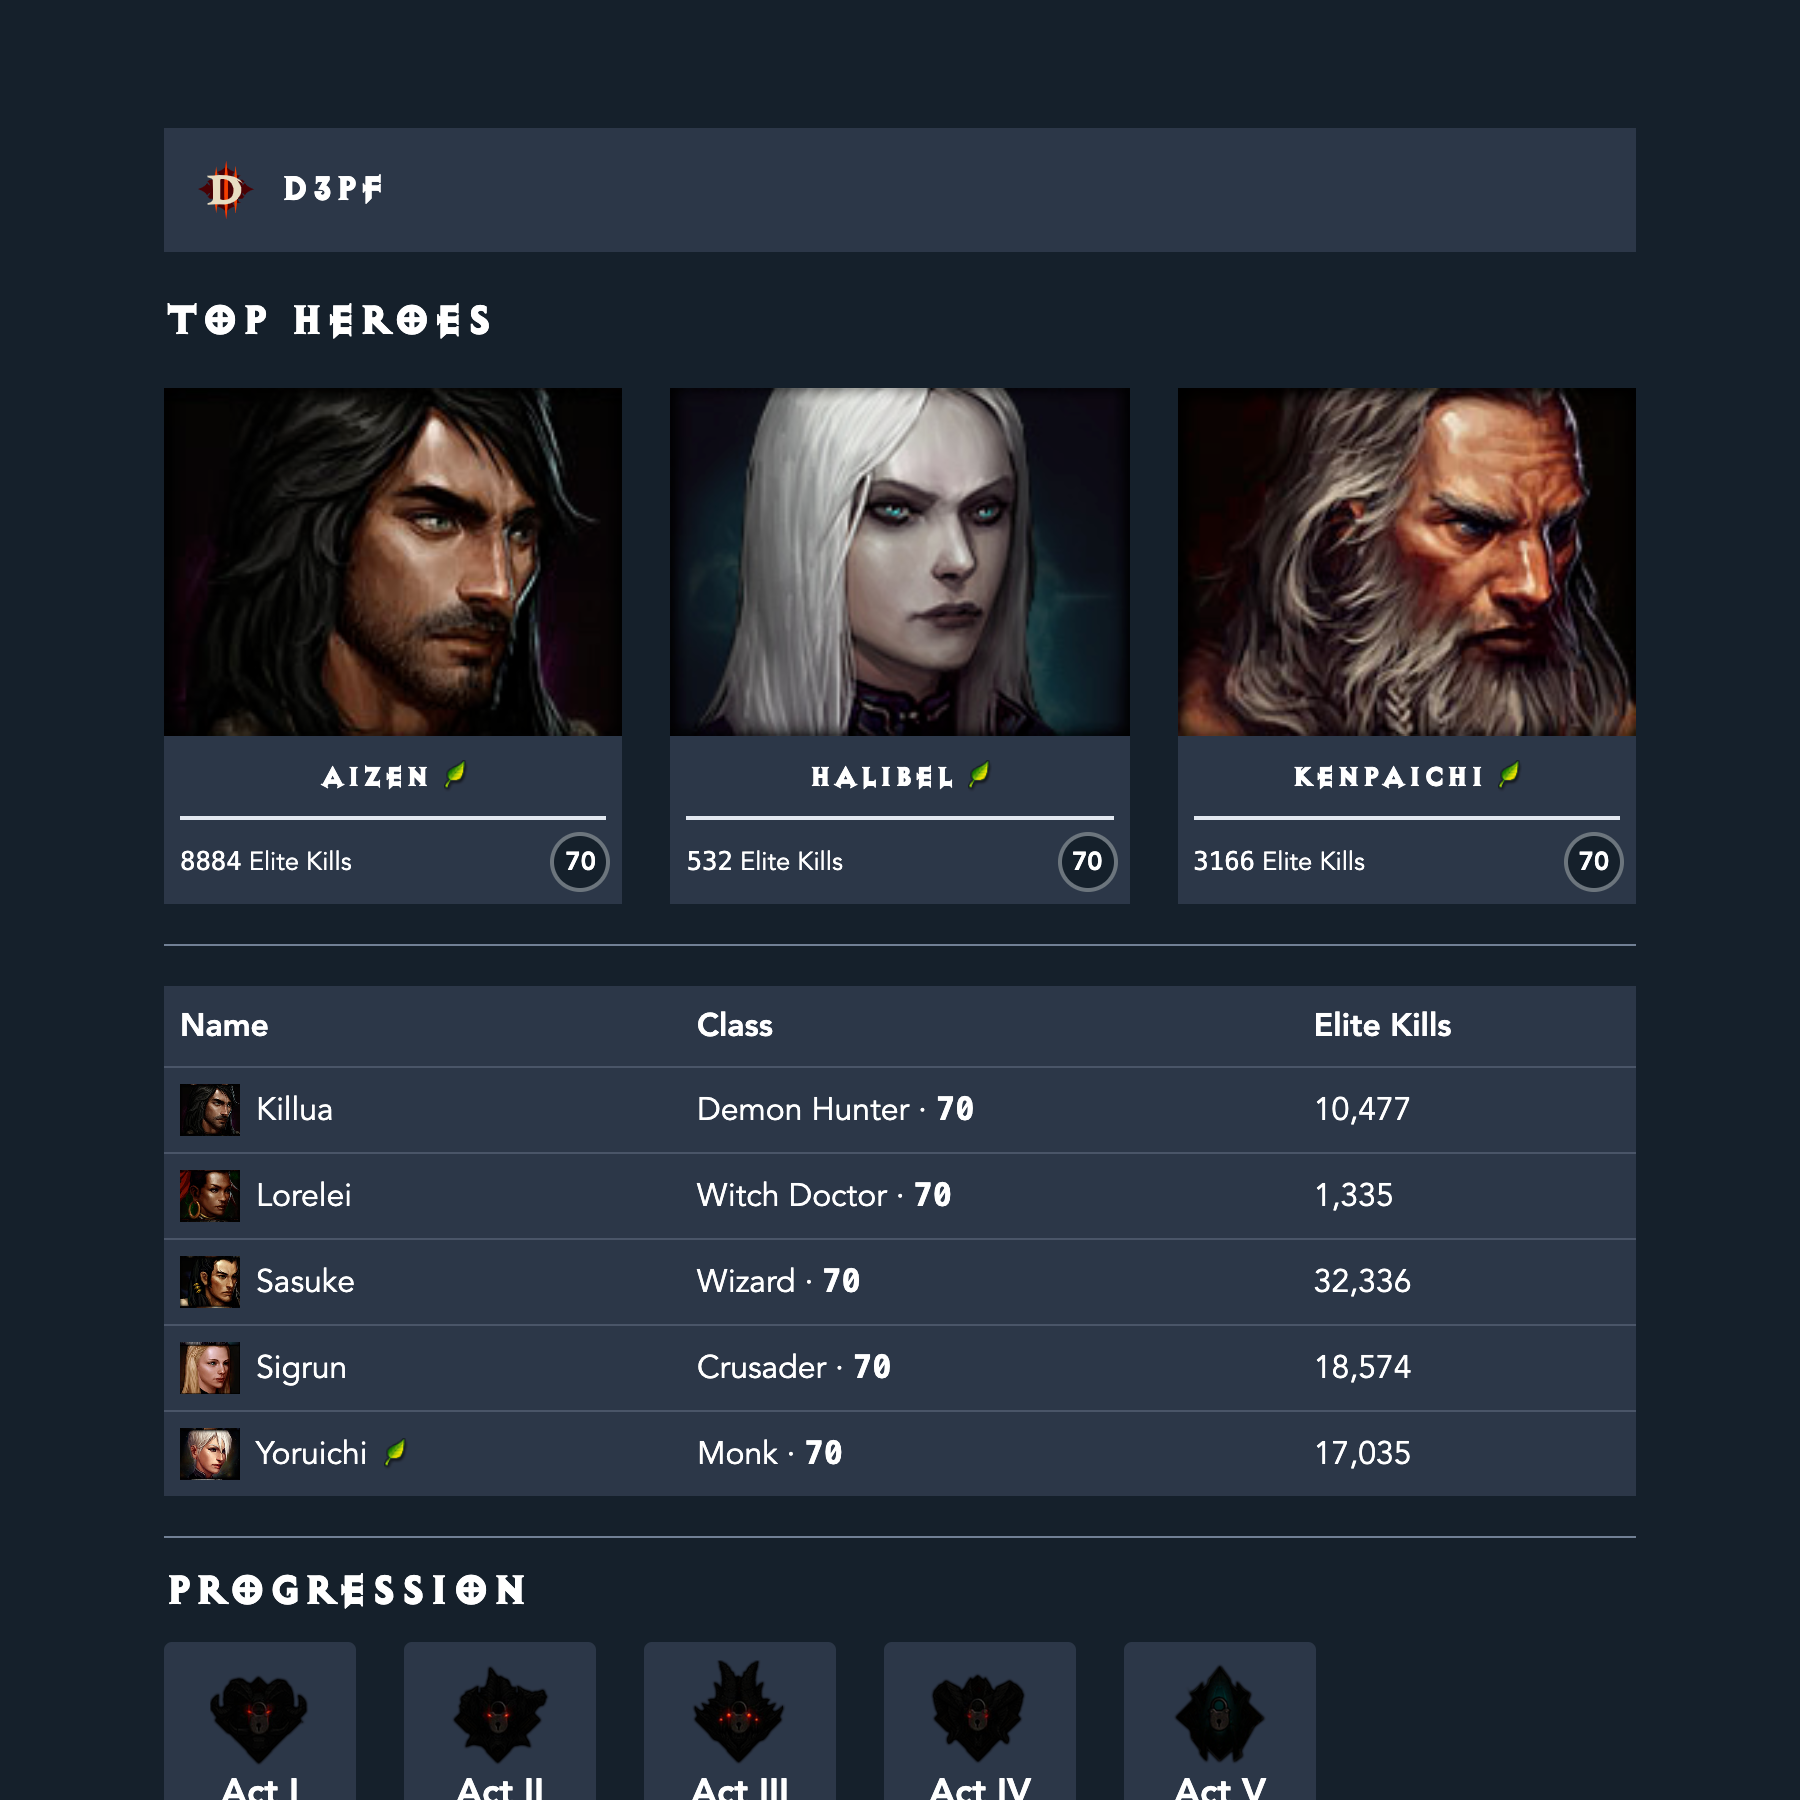 D
D3PF
TOP HEROES
AIZEN
HALIBEL
KENPAICHI
8884 Elite Kills
70
532 Elite Kills
70
3166 Elite Kills
70
Name
Class
Elite Kills
Killua
Demon Hunter · 70
10,477
Lorelei
Witch Doctor · 70
1,335
Sasuke
Wizard · 70
32,336
Sigrun
Crusader · 70
18,574
Yoruichi
Monk · 70
17,035
PROGRESSION
Act I
Act II
Act III
Act IV
Act V